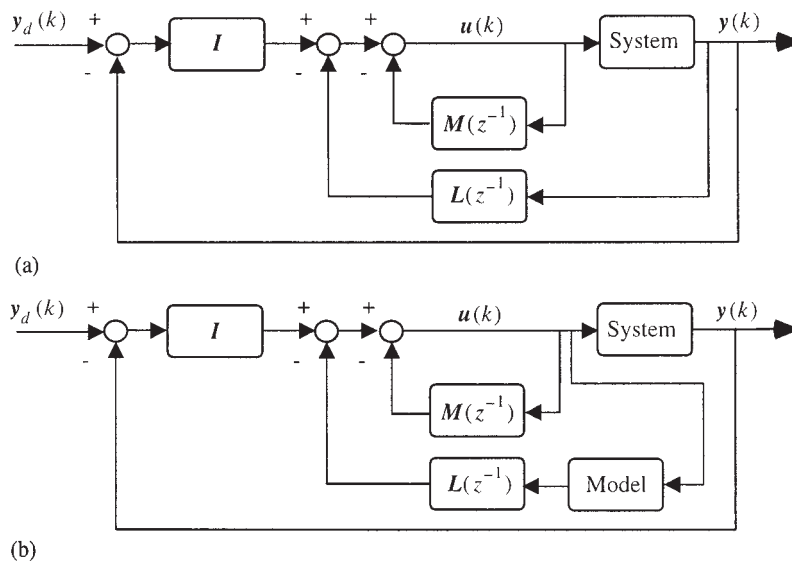 y_d(k) + + + u(k) System y(k)
I
- - -
M(z^{-1})
L(z^{-1})
(a)
y_d(k) + + + u(k) System y(k)
I
- - -
M(z^{-1})
L(z^{-1}) Model
(b)